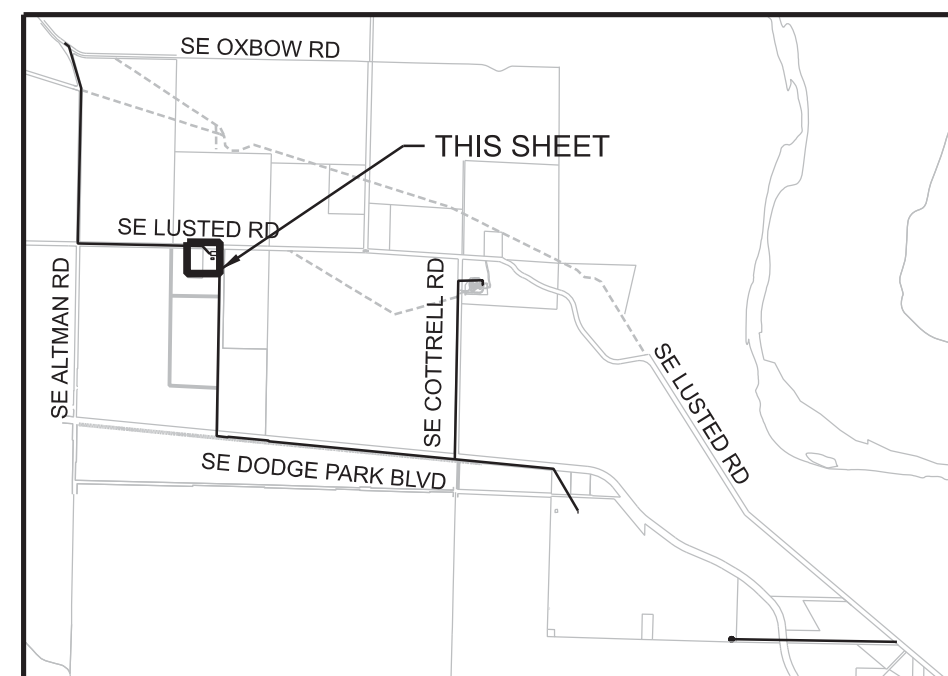 SE OXBOW RD
THIS SHEET
SE LUSTED RD
SE ALTMAN RD
SE COTTRELL RD
SE LUSTED RD
SE DODGE PARK BLVD